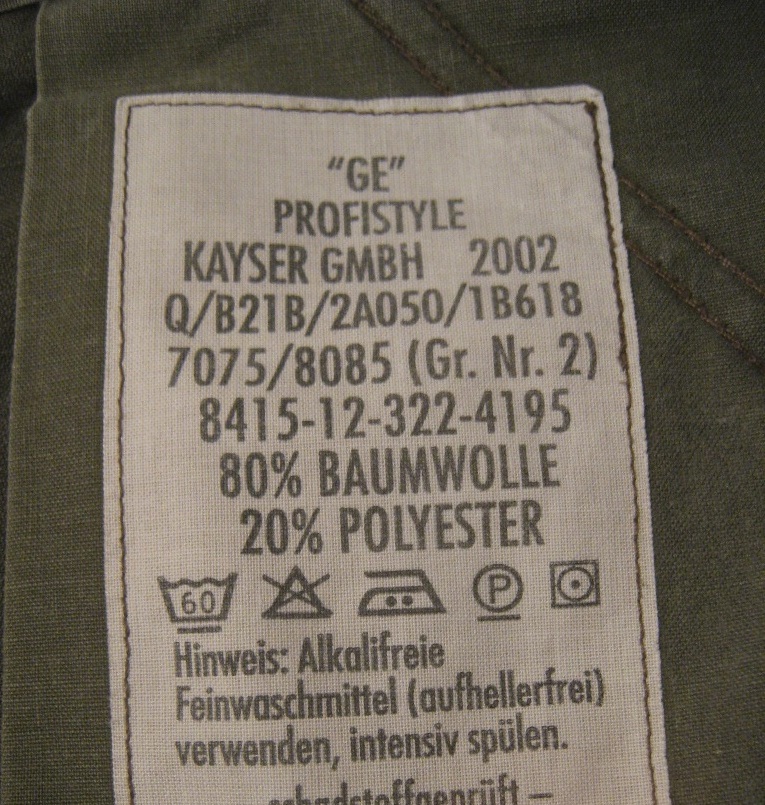 “GE”
PROFISTYLE
KAYSER GMBH 2002
Q/B21B/2A050/1B618
7075/8085 (Gr. Nr. 2)
8415-12-322-4195
80% BAUMWOLLE
20% POLYESTER
60 P
Hinweis: Alkalifreie
Feinwaschmittel (aufhellerfrei)
verwenden, intensiv spülen.
schadstoffgeprüft –